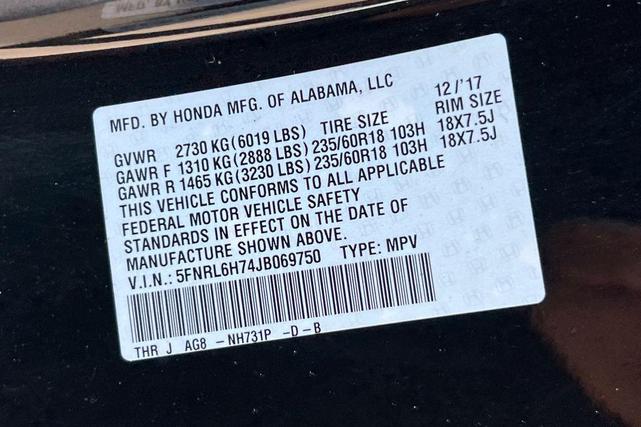 MFD. BY HONDA MFG. OF ALABAMA, LLC 12/'17
GVWR 2730 KG (6019 LBS) TIRE SIZE RIM SIZE
GAWR F 1310 KG (2888 LBS) 235/60R18 103H 18X7.5J
GAWR R 1465 KG (3230 LBS) 235/60R18 103H 18X7.5J
THIS VEHICLE CONFORMS TO ALL APPLICABLE
FEDERAL MOTOR VEHICLE SAFETY
STANDARDS IN EFFECT ON THE DATE OF
MANUFACTURE SHOWN ABOVE.
V.I.N.: 5FNRL6H74JB069750 TYPE: MPV
THR J AG8 -NH731P -D-B